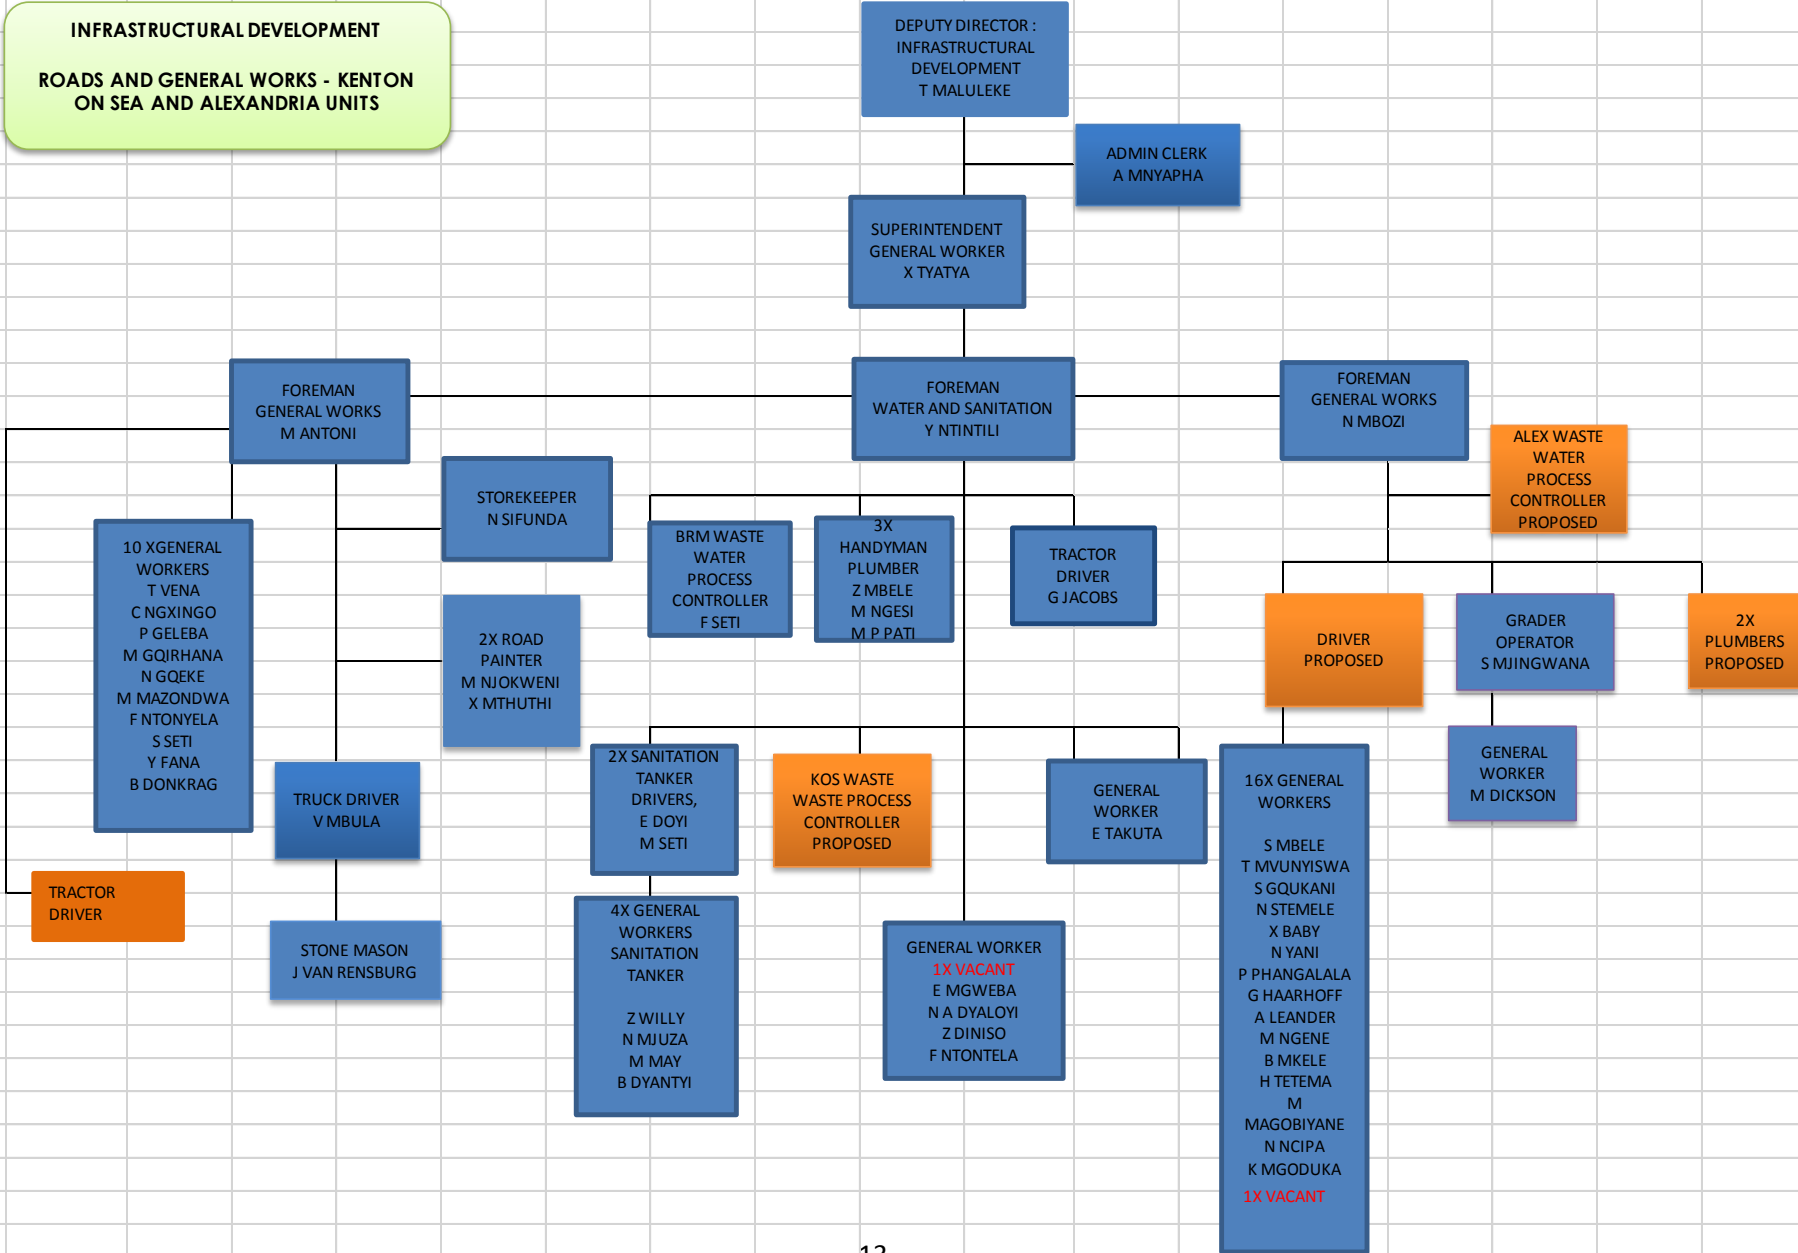 INFRASTRUCTURAL DEVELOPMENT
ROADS AND GENERAL WORKS - KENTON
ON SEA AND ALEXANDRIA UNITS
DEPUTY DIRECTOR :
INFRASTRUCTURAL
DEVELOPMENT
T MALULEKE
ADMIN CLERK
A MNYAPHA
SUPERINTENDENT
GENERAL WORKER
X TYATYA
FOREMAN
GENERAL WORKS
M ANTONI
FOREMAN
WATER AND SANITATION
Y NTINTILI
FOREMAN
GENERAL WORKS
N MBOZI
ALEX WASTE
WATER
PROCESS
CONTROLLER
PROPOSED
STOREKEEPER
N SIFUNDA
10 XGENERAL
WORKERS
T VENA
C NGXINGO
P GELEBA
M GQIRHANA
N GQEKE
M MAZONDWA
F NTONYELA
S SETI
Y FANA
B DONKRAG
2X ROAD
PAINTER
M NJOKWENI
X MTHUTHI
TRUCK DRIVER
V MBULA
TRACTOR
DRIVER
STONE MASON
J VAN RENSBURG
BRM WASTE
WATER
PROCESS
CONTROLLER
F SETI
3X
HANDYMAN
PLUMBER
Z MBELE
M NGESI
M P PATI
TRACTOR
DRIVER
G JACOBS
2X SANITATION
TANKER
DRIVERS,
E DOYI
M SETI
KOS WASTE
WASTE PROCESS
CONTROLLER
PROPOSED
GENERAL
WORKER
E TAKUTA
4X GENERAL
WORKERS
SANITATION
TANKER
Z WILLY
N MJUZA
M MAY
B DYANTYI
GENERAL WORKER
1X VACANT
E MGWEBA
N A DYALOYI
Z DINISO
F NTONTELA
DRIVER
PROPOSED
GRADER
OPERATOR
S MJINGWANA
2X
PLUMBERS
PROPOSED
GENERAL
WORKER
M DICKSON
16X GENERAL
WORKERS
S MBELE
T MVUNYISWA
S GQUKANI
N STEMELE
X BABY
N YANI
P PHANGALALA
G HAARHOFF
A LEANDER
M NGENE
B MKELE
H TETEMA
M
MAGOBIYANE
N NCIPA
K MGODUKA
1X VACANT